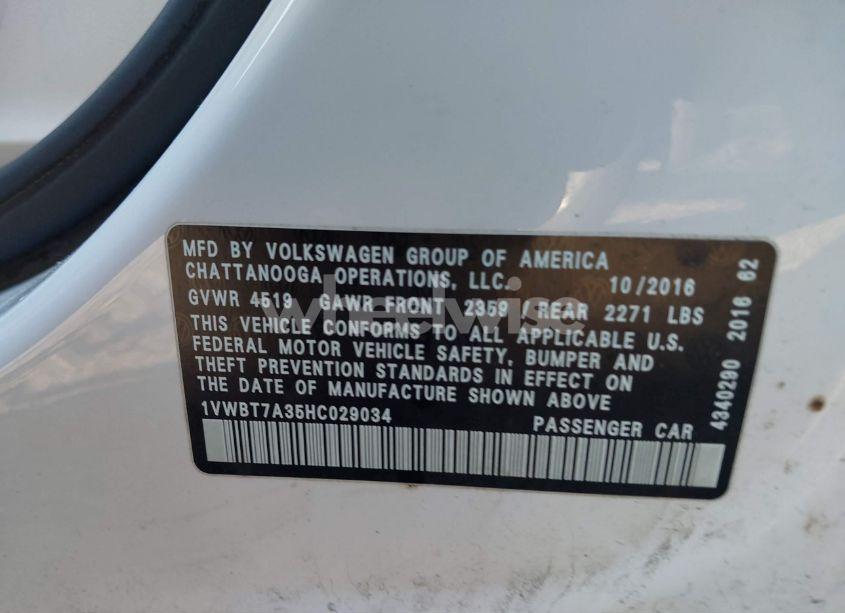 MFD BY VOLKSWAGEN GROUP OF AMERICA
CHATTANOOGA OPERATIONS, LLC. 10/2016
GVWR 4519 GAWR FRONT 2359 REAR 2271 LBS
THIS VEHICLE CONFORMS TO ALL APPLICABLE U.S.
FEDERAL MOTOR VEHICLE SAFETY, BUMPER AND
THEFT PREVENTION STANDARDS IN EFFECT ON
THE DATE OF MANUFACTURE SHOWN ABOVE
1VWBT7A35HC029034 PASSENGER CAR
4340290 2016 62
wheelwise